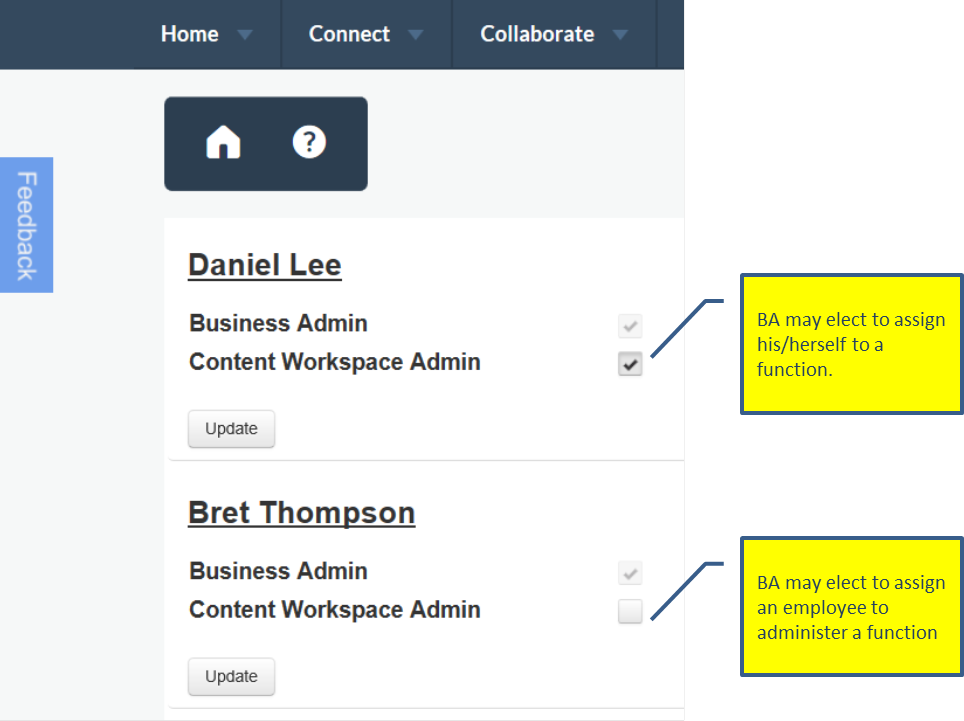 Home Connect Collaborate
?
Feedback
Daniel Lee
Business Admin
Content Workspace Admin
Update
BA may elect to assign
his/herself to a
function.
Bret Thompson
Business Admin
Content Workspace Admin
Update
BA may elect to assign
an employee to
administer a function